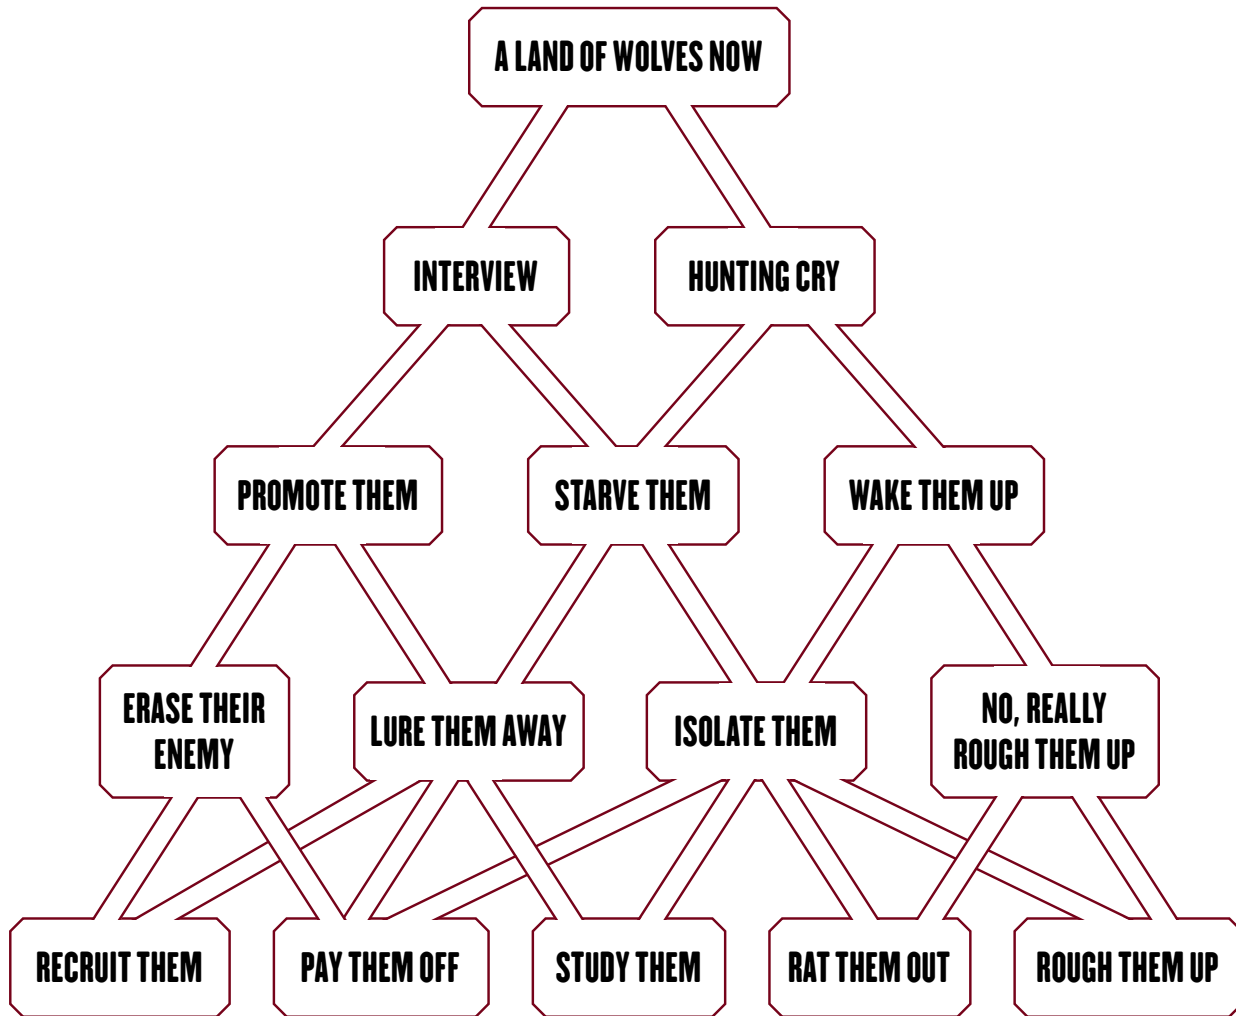 A LAND OF WOLVES NOW
INTERVIEW
HUNTING CRY
PROMOTE THEM
STARVE THEM
WAKE THEM UP
ERASE THEIR
ENEMY
LURE THEM AWAY
ISOLATE THEM
NO, REALLY
ROUGH THEM UP
RECRUIT THEM
PAY THEM OFF
STUDY THEM
RAT THEM OUT
ROUGH THEM UP